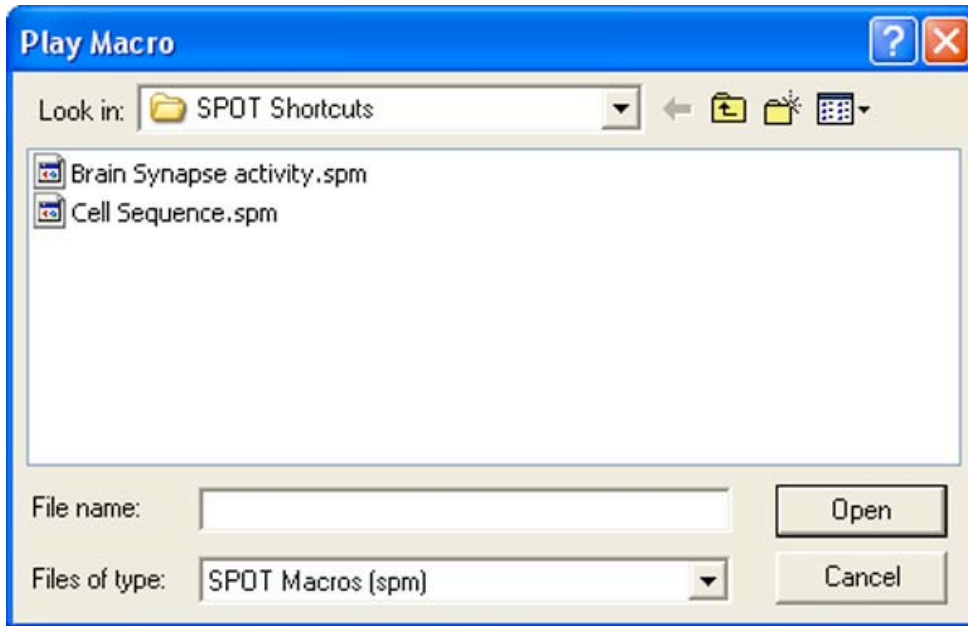 Play Macro
Look in: SPOT Shortcuts
Brain Synapse activity.spm
Cell Sequence.spm
File name: Open
Files of type: SPOT Macros (spm) Cancel